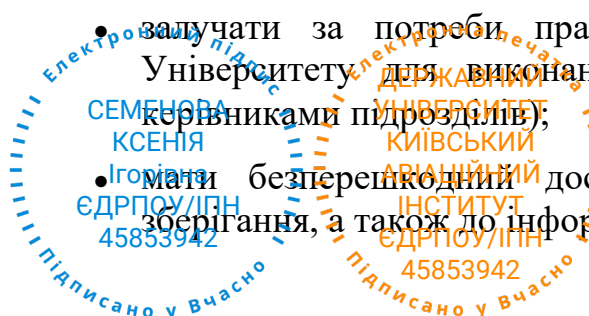 • залучати за потреби пра
Університету для виконан
керівниками підрозділів);
• мати безперешкодний дос
зберігання, а також до інфор
Електронний підпис
СЕМЕНОВА
КСЕНІЯ
Ігорівна
ЄДРПОУ/ІПН
45853942
Підписано у Вчасно
Електронна печатка
ДЕРЖАВНИЙ
УНІВЕРСИТЕТ
КИЇВСЬКИЙ
АВІАЦІЙНИЙ
ІНСТИТУТ
ЄДРПОУ/ІПН
45853942
Підписано у Вчасно